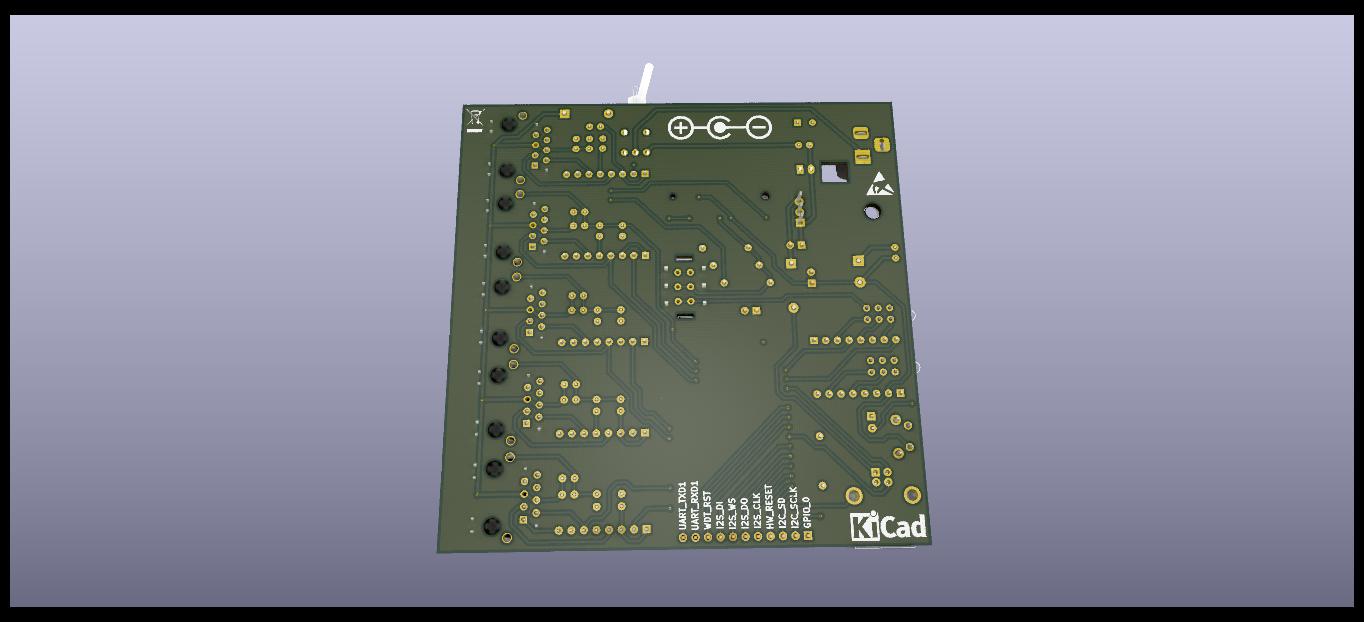 UART_TXD1
UART_RXD1
WDT_RST
I2S_DI
I2S_WS
I2S_DO
I2S_CLK
HW_RESET
I2C_SD
I2C_SCLK
GPIO_0
KiCad